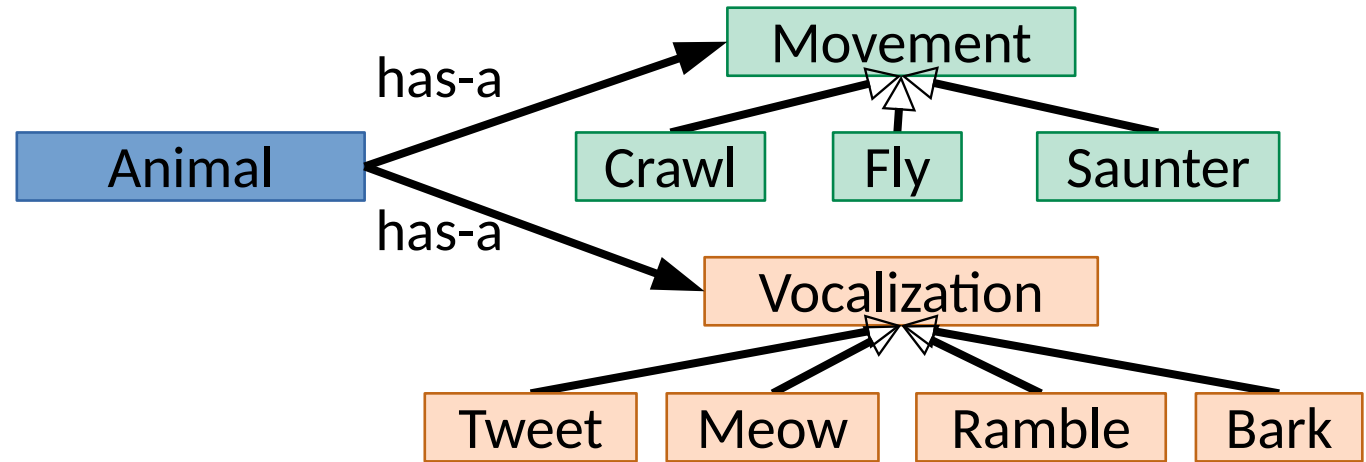 Movement
has-a
Animal
Crawl
Fly
Saunter
has-a
Vocalization
Tweet
Meow
Ramble
Bark